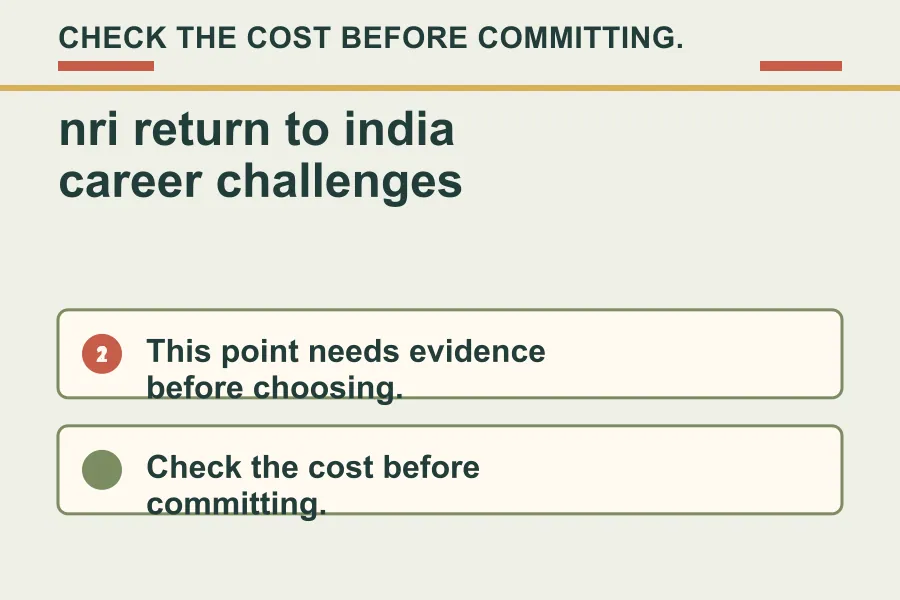 CHECK THE COST BEFORE COMMITTING.
nri return to india
career challenges
2
This point needs evidence
before choosing.
Check the cost before
committing.